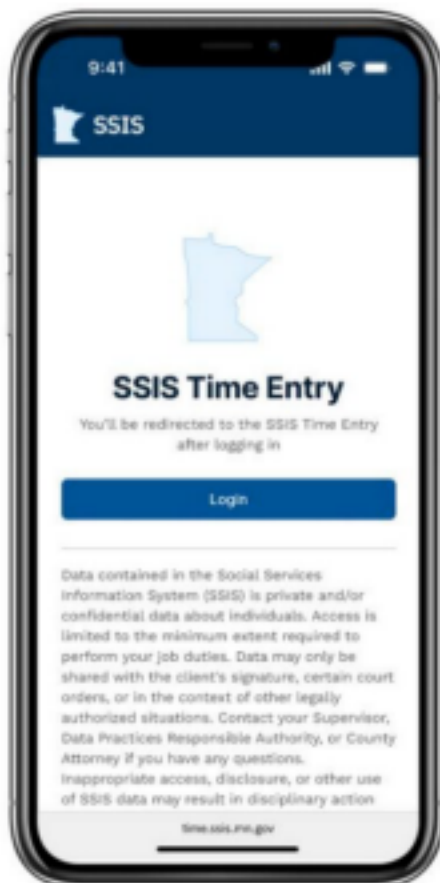 9:41
SSIS
SSIS Time Entry
You'll be redirected to the SSIS Time Entry
after logging in
Login
Data contained in the Social Services
Information System (SSIS) is private and/or
confidential data about individuals. Access is
limited to the minimum extent required to
perform your job duties. Data may only be
shared with the client's signature, certain court
orders, or in the context of other legally
authorized situations. Contact your Supervisor,
Data Practices Responsible Authority, or County
Attorney if you have any questions.
Inappropriate access, disclosure, or other use
of SSIS data may result in disciplinary action
time.ssis.mn.gov